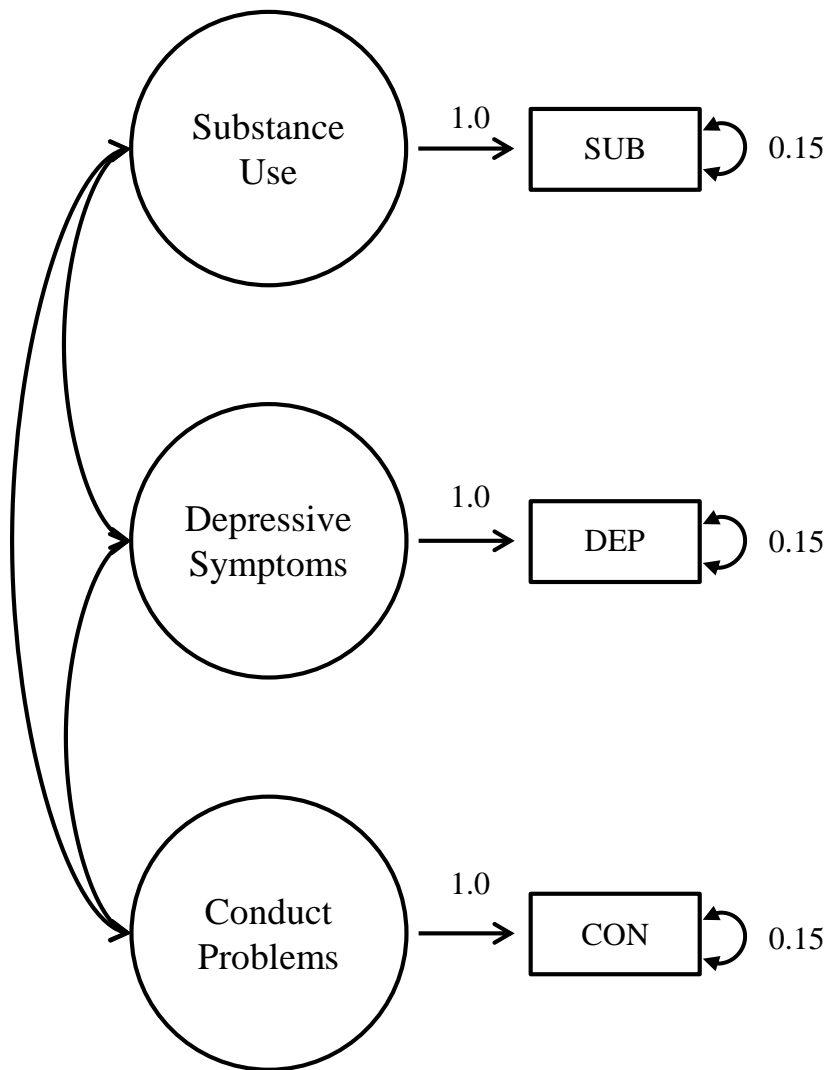 Substance
Use
1.0
SUB
0.15
Depressive
Symptoms
1.0
DEP
0.15
Conduct
Problems
1.0
CON
0.15